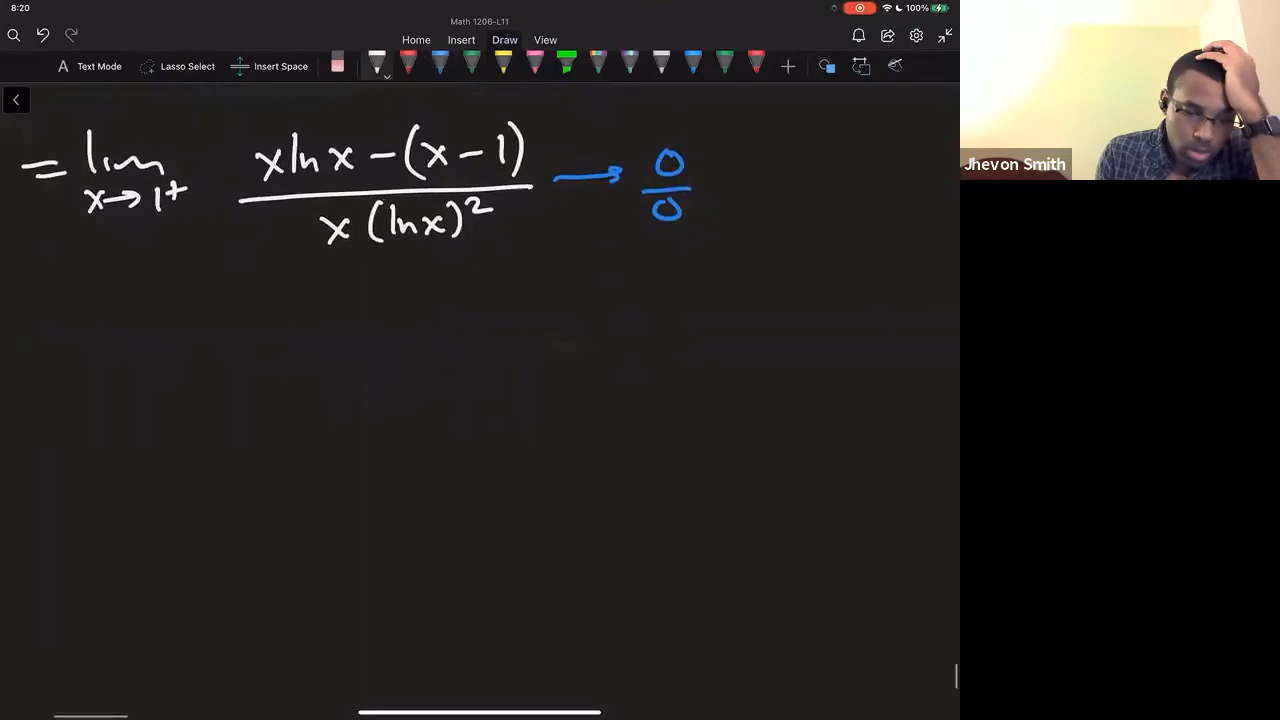 8:20
100%
Math 1206-L11
Home Insert Draw View
A Text Mode Lasso Select Insert Space
= lim x→1+ (x ln x − (x − 1)) / (x (ln x)²) → 0/0
Jhevon Smith